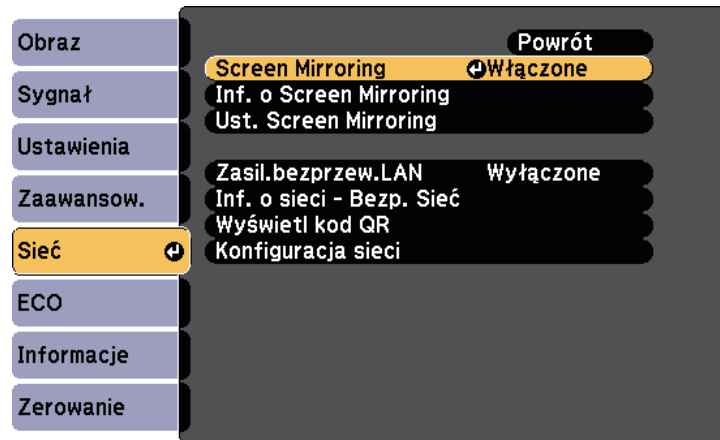 Obraz
Sygnał
Ustawienia
Zaawansow.
Sieć
ECO
Informacje
Zerowanie
Powrót
Screen Mirroring Włączone
Inf. o Screen Mirroring
Ust. Screen Mirroring
Zasil.bezprzew.LAN Wyłączone
Inf. o sieci - Bezp. Sieć
Wyświetl kod QR
Konfiguracja sieci